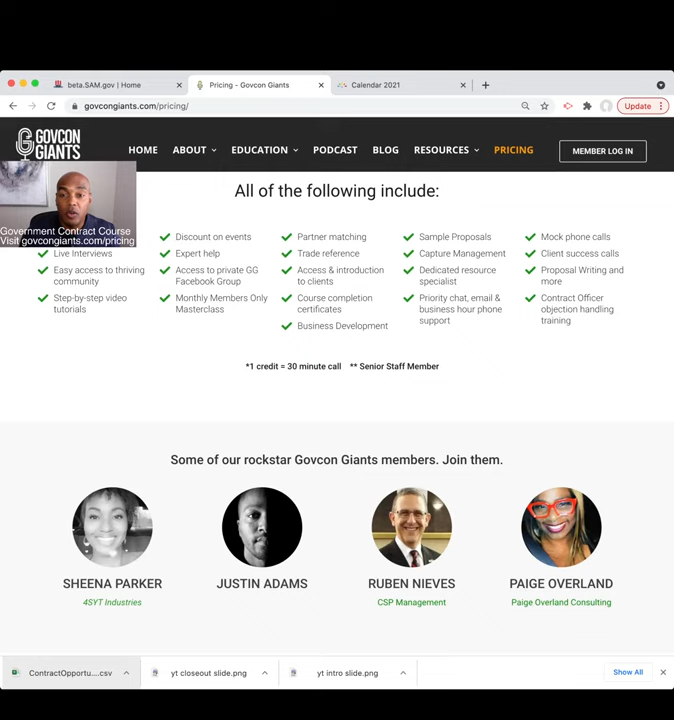 beta.SAM.gov | Home
Pricing - Govcon Giants
Calendar 2021
govcongiants.com/pricing/
Update
GOVCON
GIANTS
HOME
ABOUT
EDUCATION
PODCAST
BLOG
RESOURCES
PRICING
MEMBER LOG IN
Government Contract Course
Visit govcongiants.com/pricing
All of the following include:
Live Interviews
Easy access to thriving
community
Step-by-step video
tutorials
Discount on events
Expert help
Access to private GG
Facebook Group
Monthly Members Only
Masterclass
Partner matching
Trade reference
Access & introduction
to clients
Course completion
certificates
Business Development
Sample Proposals
Capture Management
Dedicated resource
specialist
Priority chat, email &
business hour phone
support
Mock phone calls
Client success calls
Proposal Writing and
more
Contract Officer
objection handling
training
*1 credit = 30 minute call ** Senior Staff Member
Some of our rockstar Govcon Giants members. Join them.
SHEENA PARKER
4SYT Industries
JUSTIN ADAMS
RUBEN NIEVES
CSP Management
PAIGE OVERLAND
Paige Overland Consulting
ContractOpportu....csv
yt closeout slide.png
yt intro slide.png
Show All